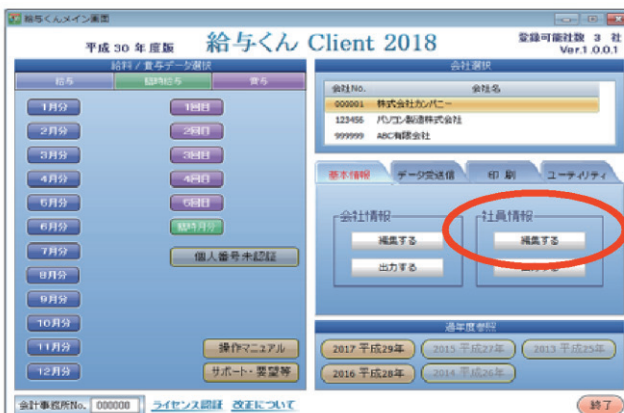 給与くんメイン画面
平成 30 年度版
給与くん Client 2018
登録可能社数 3 社
Ver.1.0.0.1
給料 / 賞与データ選択
給与
臨時給与
賞与
1月分
2月分
3月分
4月分
5月分
6月分
7月分
8月分
9月分
10月分
11月分
12月分
1回目
2回目
3回目
4回目
5回目
臨時月分
個人番号未認証
操作マニュアル
サポート・要望等
会社選択
会社No. 会社名
000001 株式会社カンパニー
123456 パソコン製造株式会社
999999 ABC有限会社
基本情報
データ受送信
印 刷
ユーティリティ
会社情報
編集する
出力する
社員情報
編集する
出力する
過年度参照
2017 平成29年
2015 平成27年
2013 平成25年
2016 平成28年
2014 平成26年
会計事務所No. 000000
ライセンス認証
改正について
終了